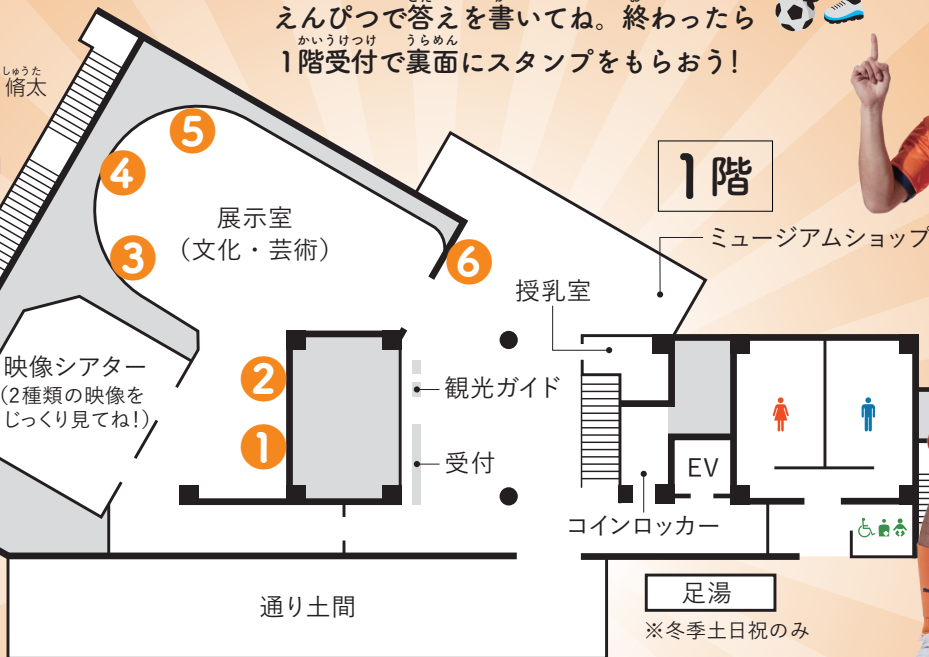 えんぴつで答えを書いてね。終わったら
かいうけつけ うらめん
1階受付で裏面にスタンプをもらおう!
しゅうた
脩太
1階
5
4
展示室
(文化・芸術)
3
6
ミュージアムショップ
授乳室
映像シアター
(2種類の映像を
じっくり見てね!)
2
観光ガイド
1
受付
EV
コインロッカー
通り土間
足湯
※冬季土日祝のみ